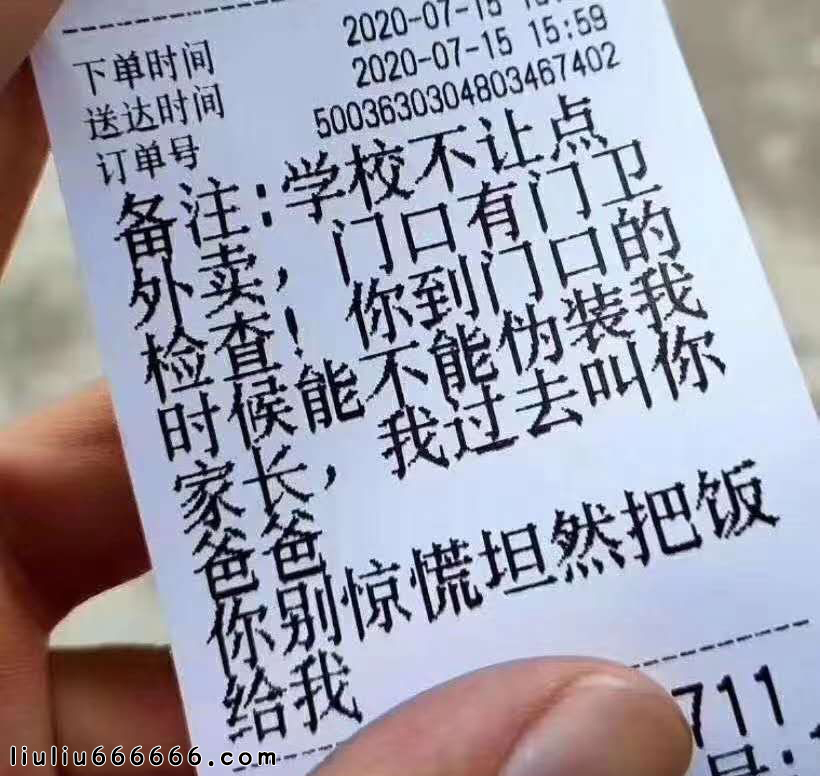 下单时间 2020-07-15
送达时间 2020-07-15 15:59
订单号 5003630304803467402
备注:学校不让点
外卖，门口有门卫
检查！你到门口的
时候能不能伪装我
家长，我过去叫你
爸爸
你别惊慌坦然把饭
给我
711
liuliu666666.com